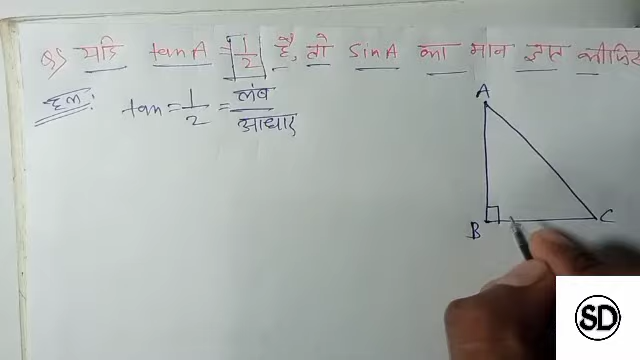 Q) यदि tanA = 1/2 है, तो sinA का मान ज्ञात कीजिए
हल:
tan = 1/2 = लंब/आधार
A
B
C
SD